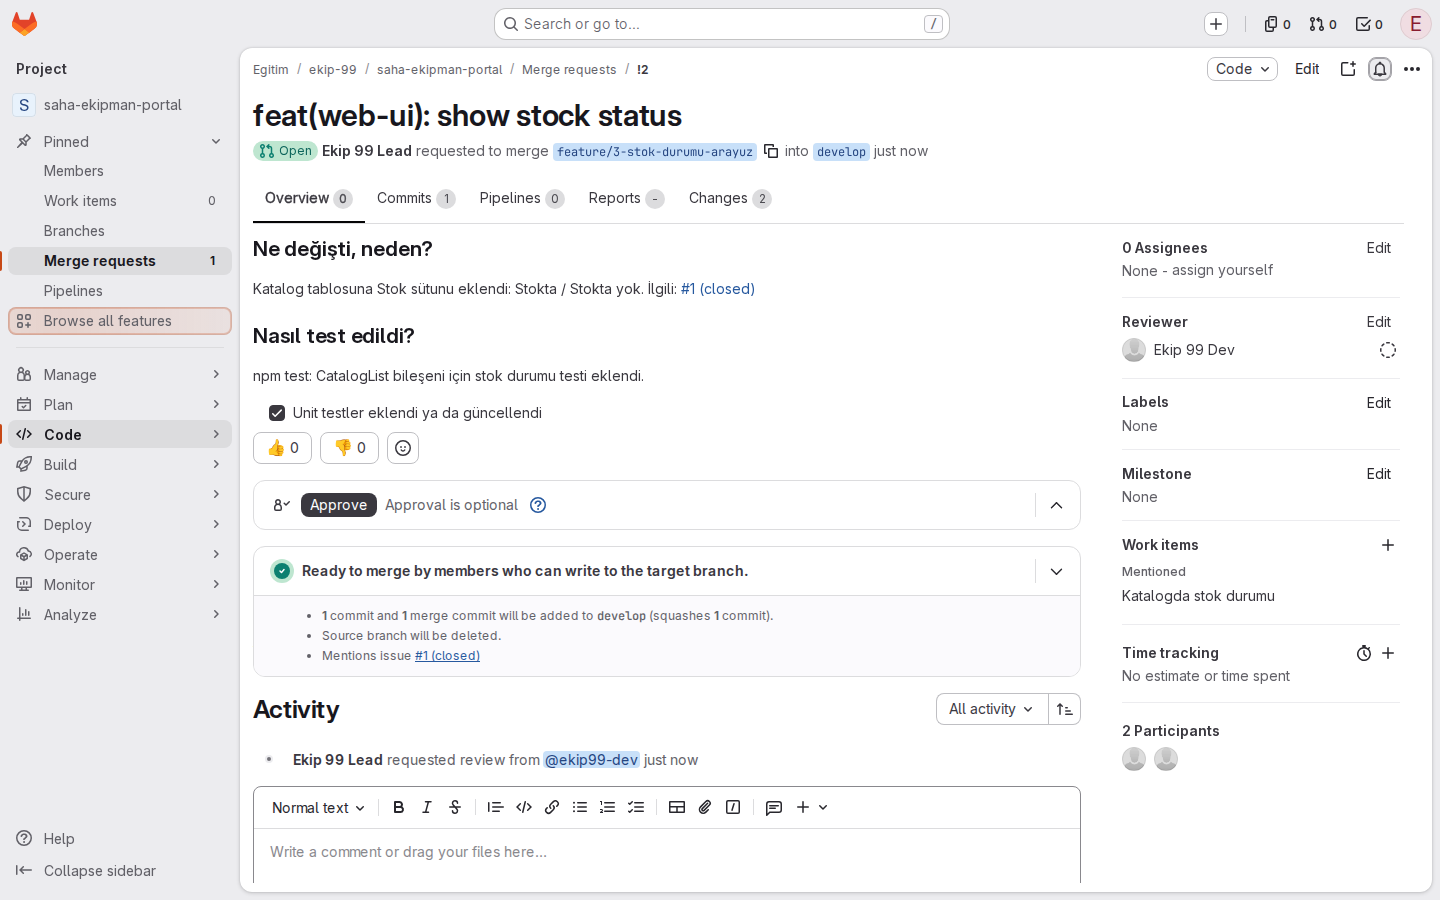 Search or go to...
/
0
0
0
E
Project
S
saha-ekipman-portal
Pinned
Members
Work items
0
Branches
Merge requests
1
Pipelines
Browse all features
Manage
Plan
Code
Build
Secure
Deploy
Operate
Monitor
Analyze
Help
Collapse sidebar
Egitim / ekip-99 / saha-ekipman-portal / Merge requests / !2
Code
Edit
feat(web-ui): show stock status
Open Ekip 99 Lead requested to merge feature/3-stok-durumu-arayuz into develop just now
Overview 0
Commits 1
Pipelines 0
Reports -
Changes 2
Ne değişti, neden?
Katalog tablosuna Stok sütunu eklendi: Stokta / Stokta yok. İlgili: #1 (closed)
Nasıl test edildi?
npm test: CatalogList bileşeni için stok durumu testi eklendi.
Unit testler eklendi ya da güncellendi
0
0
Approve Approval is optional
Ready to merge by members who can write to the target branch.
1 commit and 1 merge commit will be added to develop (squashes 1 commit).
Source branch will be deleted.
Mentions issue #1 (closed)
Activity
All activity
Ekip 99 Lead requested review from @ekip99-dev just now
Normal text
Write a comment or drag your files here...
0 Assignees
Edit
None - assign yourself
Reviewer
Edit
Ekip 99 Dev
Labels
Edit
None
Milestone
Edit
None
Work items
Mentioned
Katalogda stok durumu
Time tracking
No estimate or time spent
2 Participants